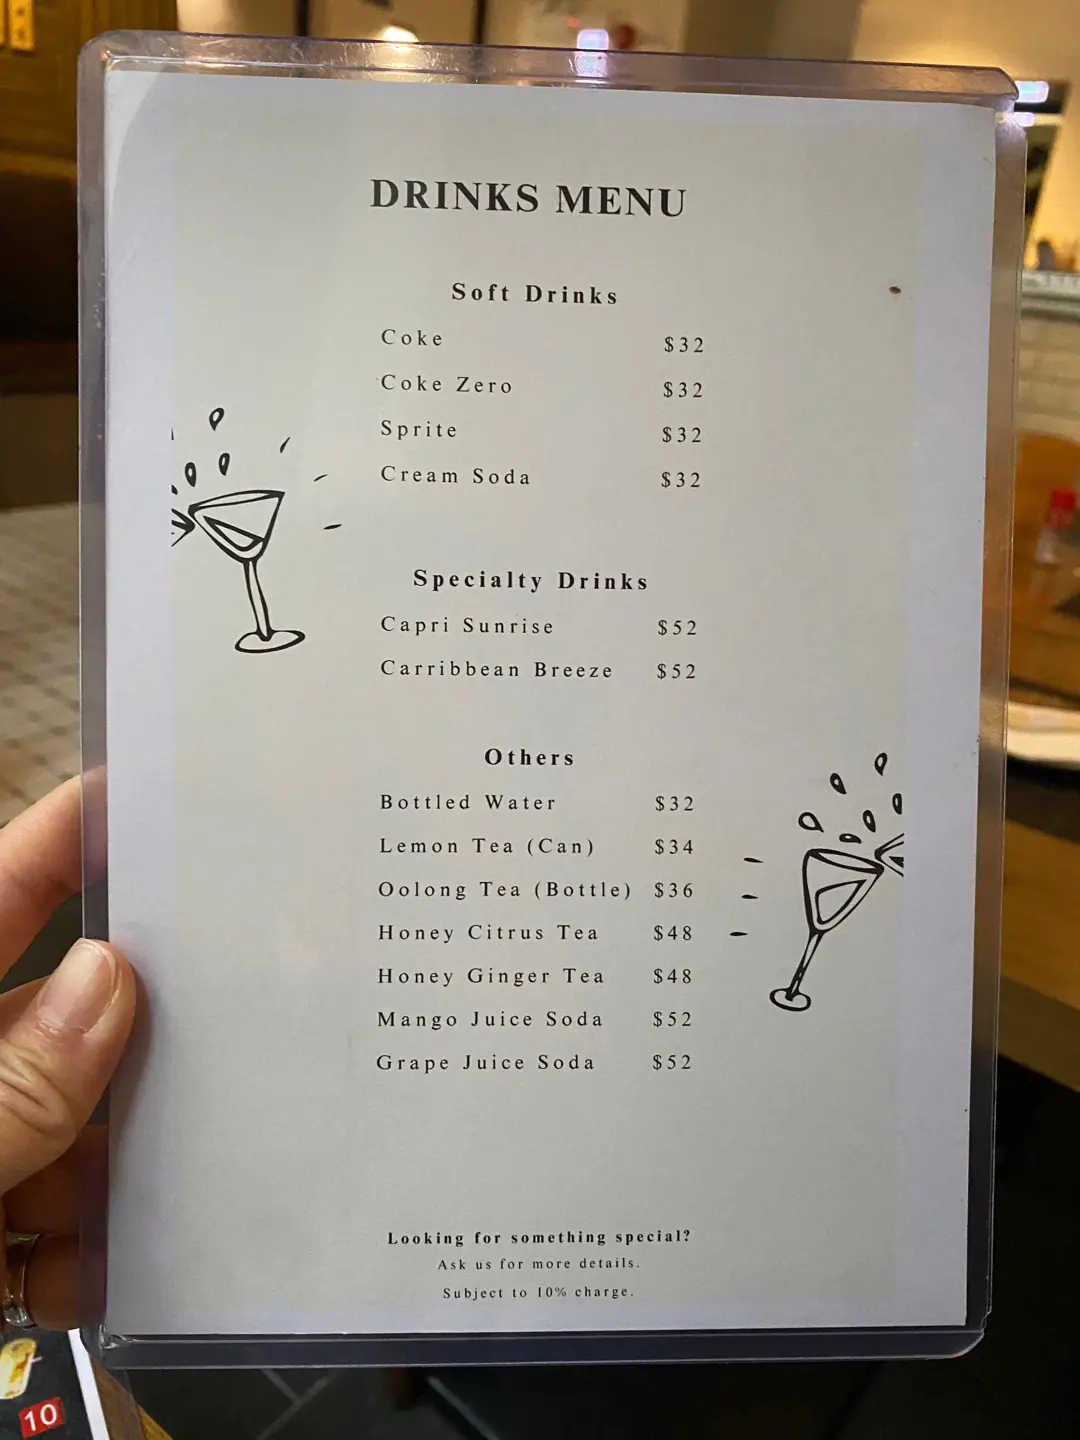 DRINKS MENU
Soft Drinks
Coke $32
Coke Zero $32
Sprite $32
Cream Soda $32
Specialty Drinks
Capri Sunrise $52
Carribbean Breeze $52
Others
Bottled Water $32
Lemon Tea (Can) $34
Oolong Tea (Bottle) $36
Honey Citrus Tea $48
Honey Ginger Tea $48
Mango Juice Soda $52
Grape Juice Soda $52
Looking for something special?
Ask us for more details.
Subject to 10% charge.
10